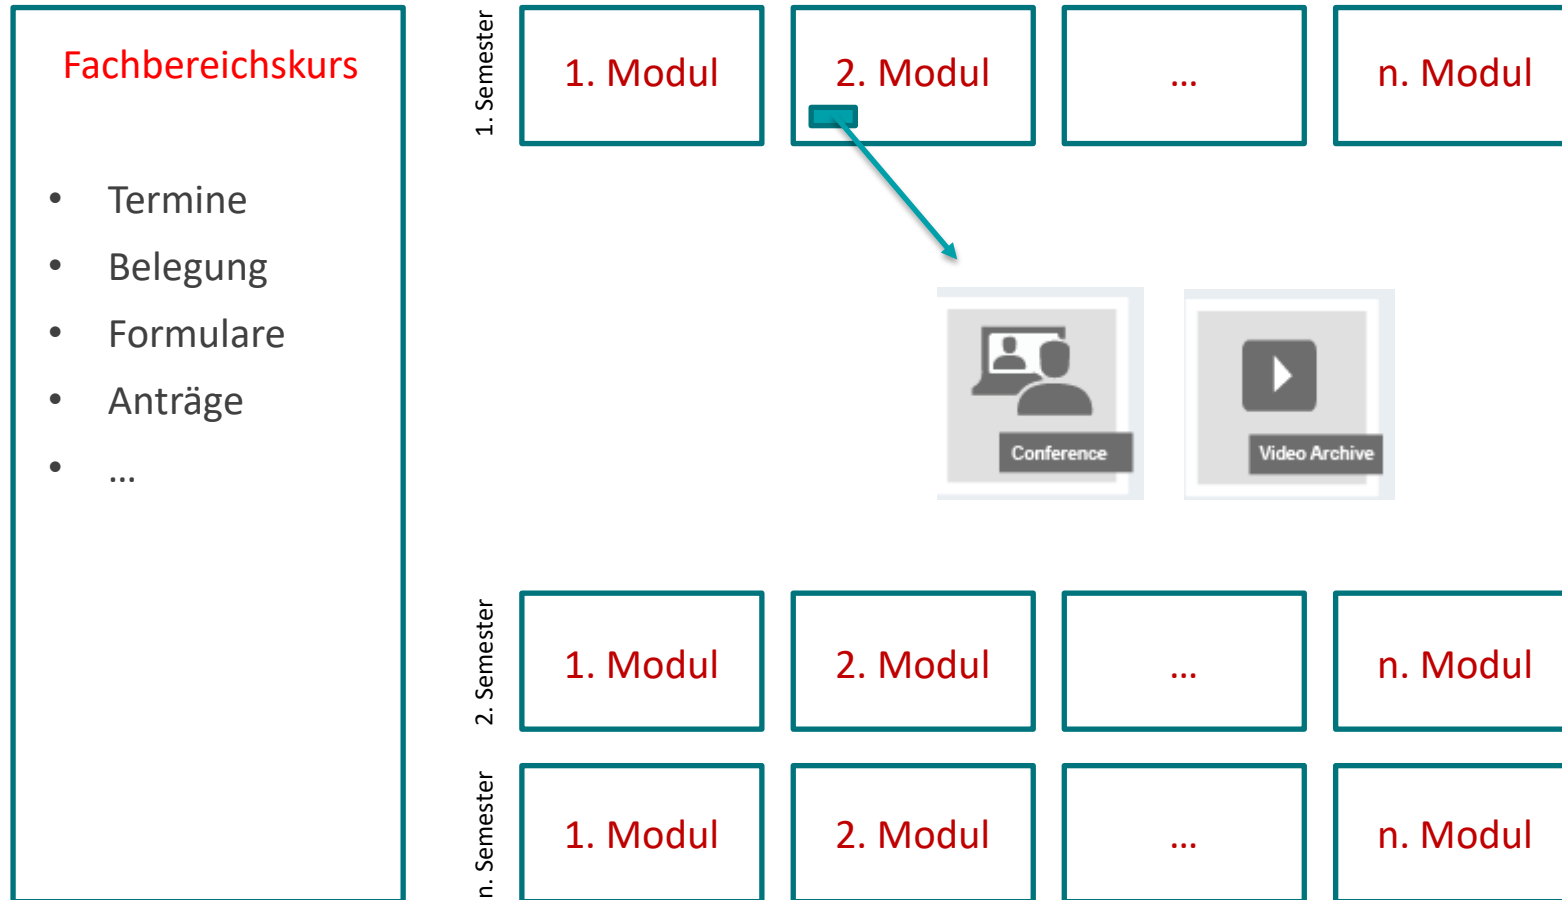 Fachbereichskurs
• Termine
• Belegung
• Formulare
• Anträge
• ...
1. Semester
1. Modul
2. Modul
...
n. Modul
Conference
Video Archive
2. Semester
1. Modul
2. Modul
...
n. Modul
n. Semester
1. Modul
2. Modul
...
n. Modul